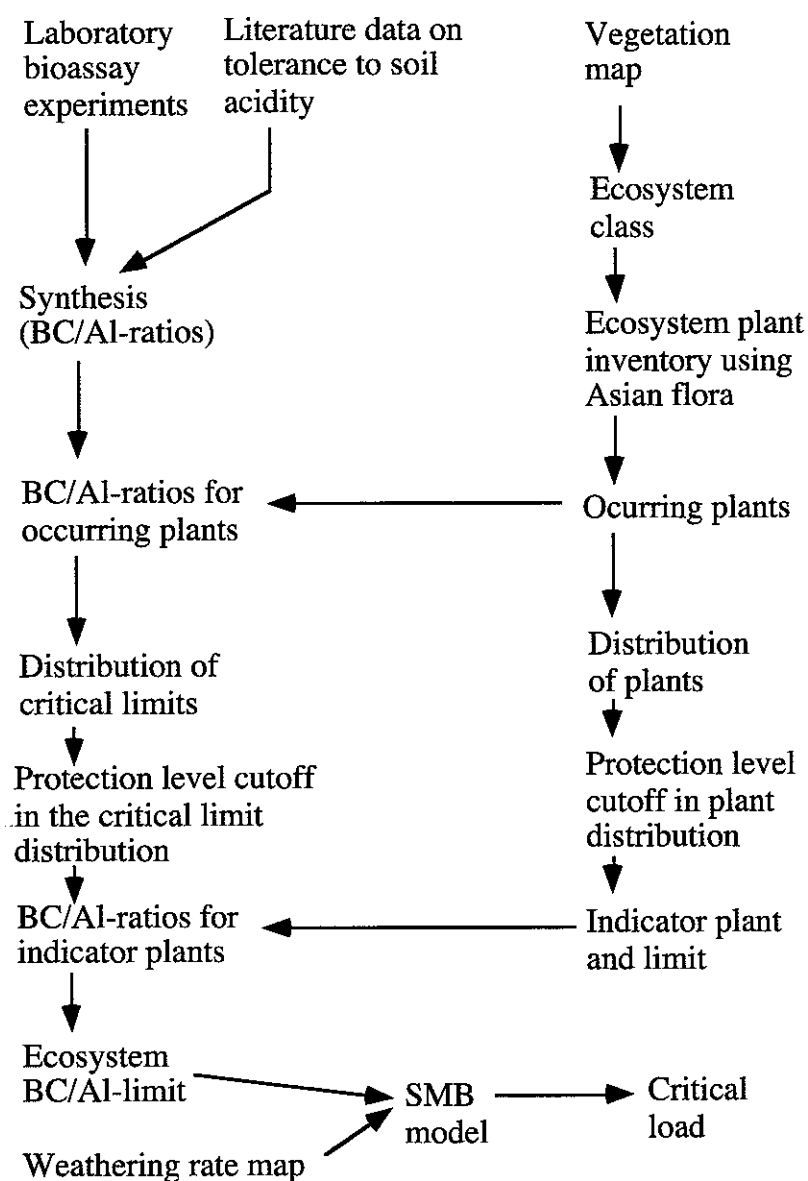 Laboratory
bioassay
experiments
Literature data on
tolerance to soil
acidity
Vegetation
map
Ecosystem
class
Synthesis
(BC/Al-ratios)
Ecosystem plant
inventory using
Asian flora
BC/Al-ratios for
occurring plants
Ocurring plants
Distribution of
critical limits
Distribution
of plants
Protection level cutoff
in the critical limit
distribution
Protection level
cutoff in plant
distribution
BC/Al-ratios for
indicator plants
Indicator plant
and limit
Ecosystem
BC/Al-limit
SMB
model
Critical
load
Weathering rate map